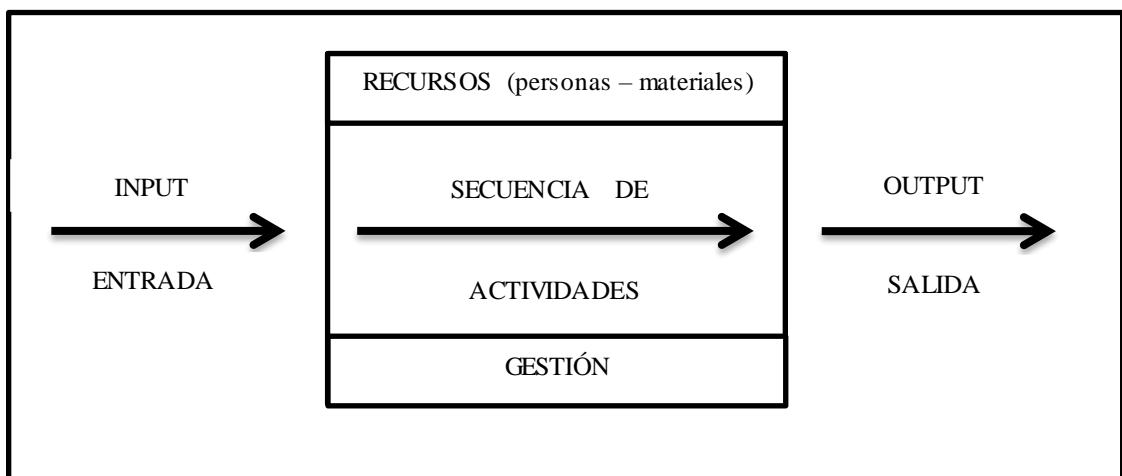 RECURSOS (personas – materiales)
INPUT
SECUENCIA DE
OUTPUT
ENTRADA
ACTIVIDADES
SALIDA
GESTIÓN